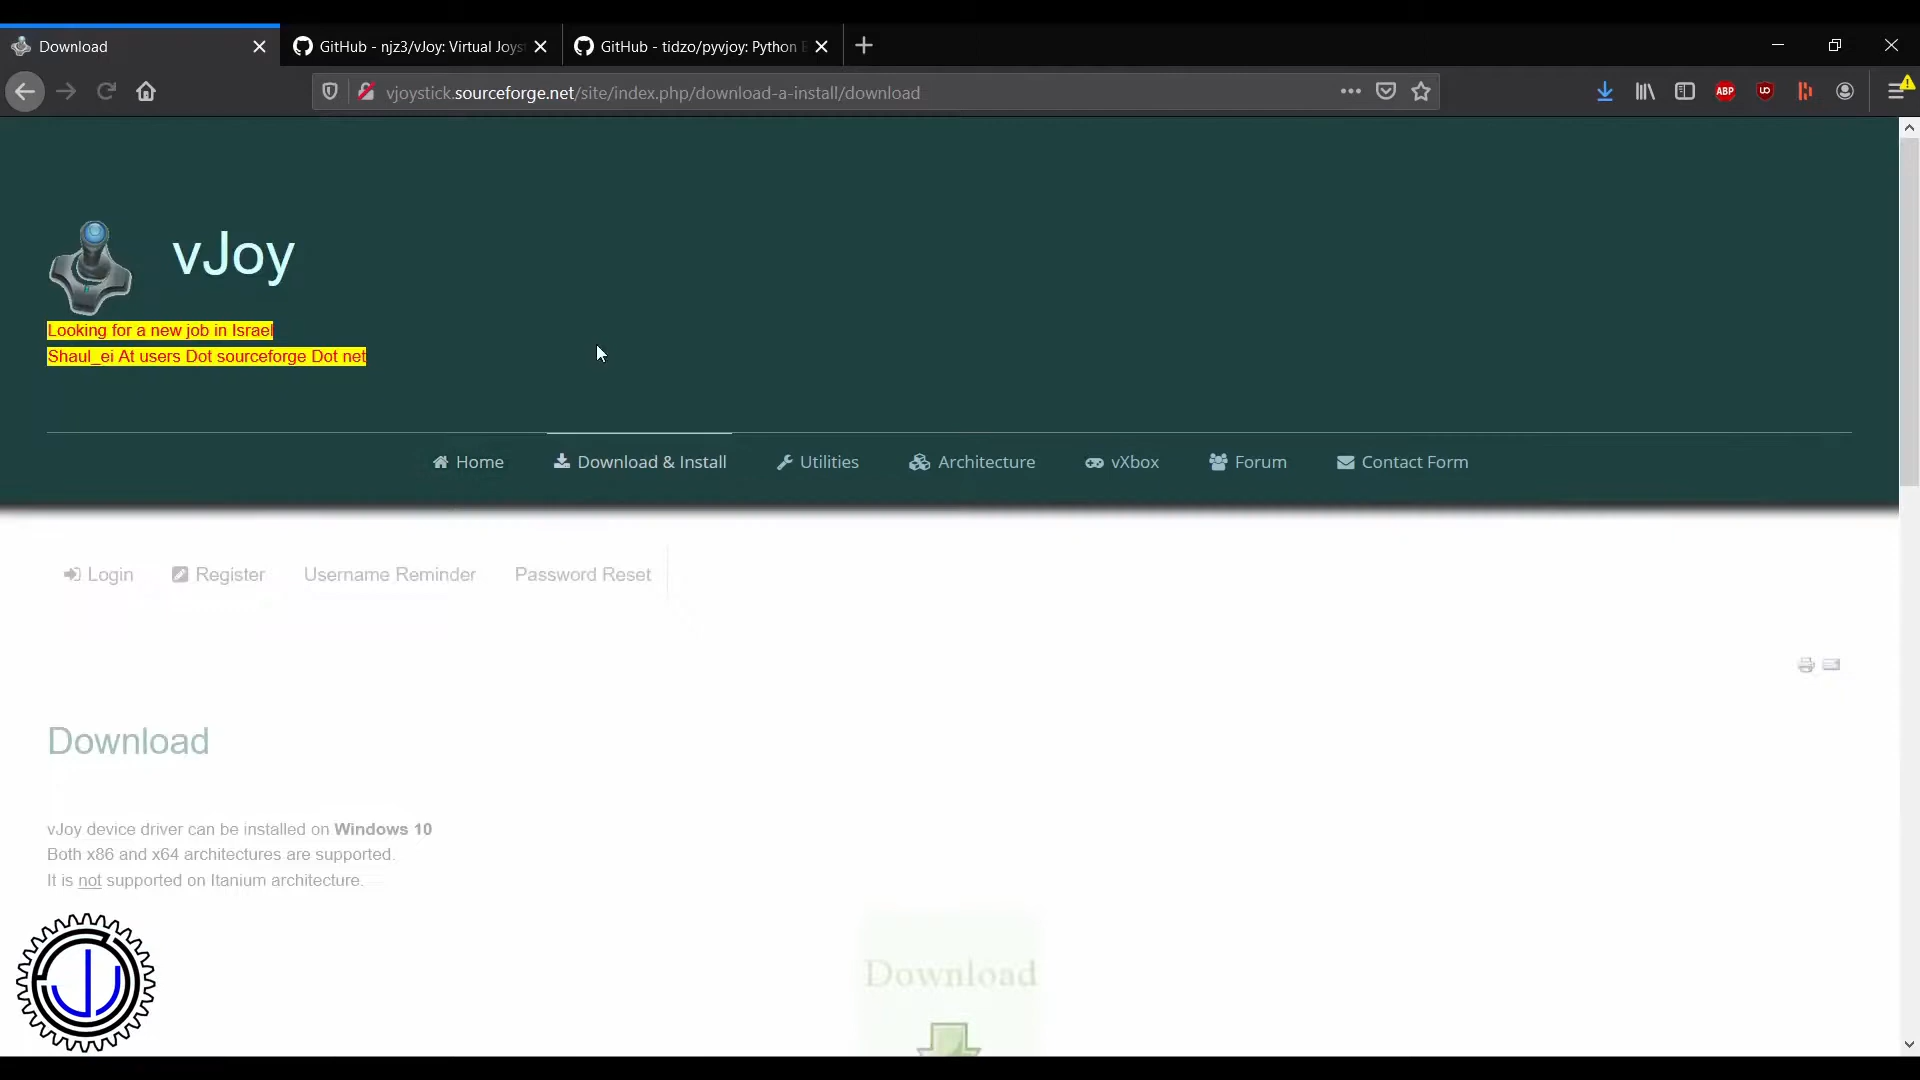 Download
GitHub - njz3/vJoy: Virtual Joys
GitHub - tidzo/pyvjoy: Python B
vjoystick.sourceforge.net/site/index.php/download-a-install/download
ABP
vJoy
Looking for a new job in Israel
Shaul_ei At users Dot sourceforge Dot net
Home
Download & Install
Utilities
Architecture
vXbox
Forum
Contact Form
Login
Register
Username Reminder
Password Reset
Download
vJoy device driver can be installed on Windows 10
Both x86 and x64 architectures are supported.
It is not supported on Itanium architecture.
Download